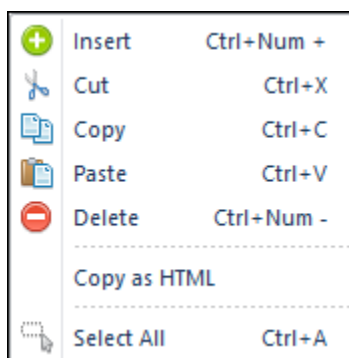 Insert Ctrl+Num +
Cut Ctrl+X
Copy Ctrl+C
Paste Ctrl+V
Delete Ctrl+Num -
Copy as HTML
Select All Ctrl+A